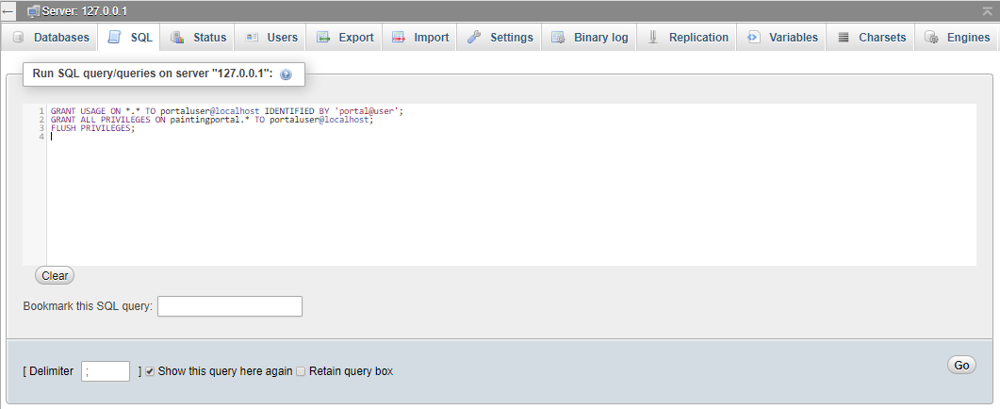 Server: 127.0.0.1
Databases SQL Status Users Export Import Settings Binary log Replication Variables Charsets Engines
Run SQL query/queries on server "127.0.0.1":
1 GRANT USAGE ON *.* TO portaluser@localhost IDENTIFIED BY 'portal@user';
2 GRANT ALL PRIVILEGES ON paintingportal.* TO portaluser@localhost;
3 FLUSH PRIVILEGES;
4
Clear
Bookmark this SQL query:
[ Delimiter ; ] Show this query here again Retain query box
Go